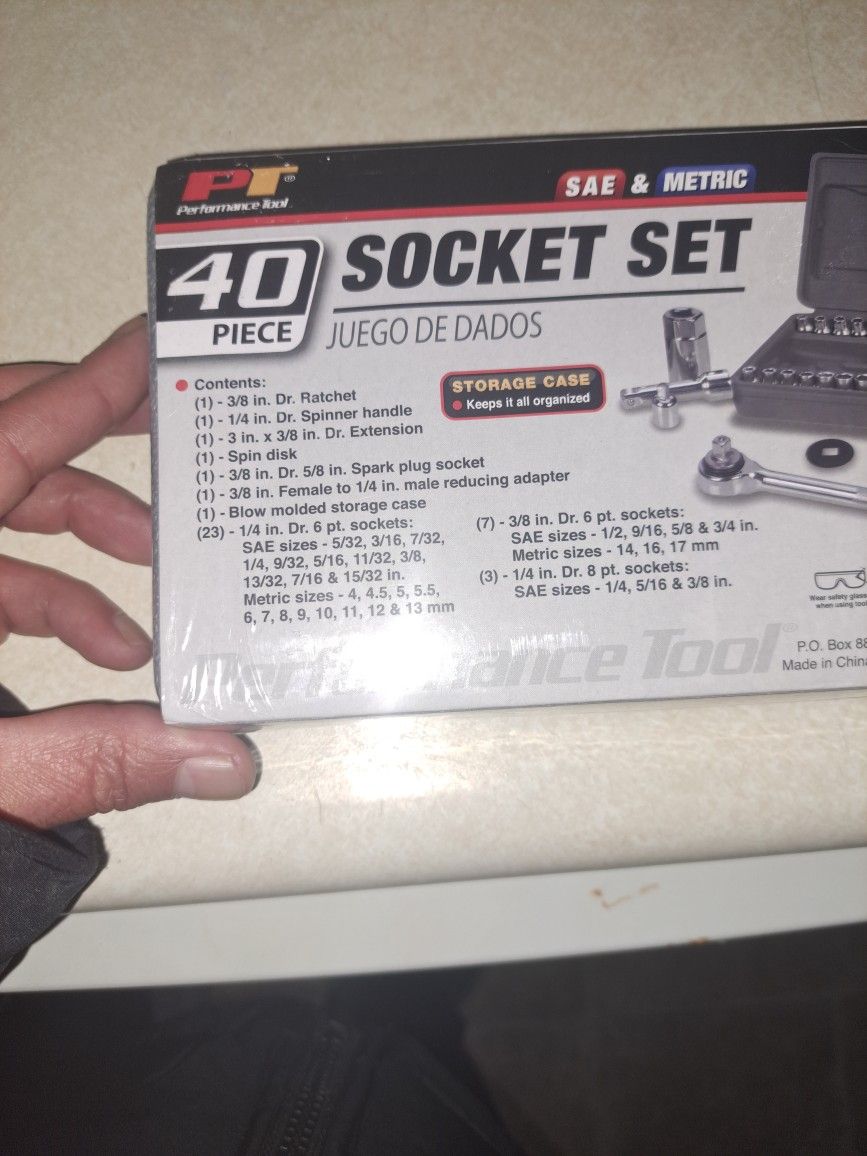 PT®
Performance Tool
SAE & METRIC
40
PIECE
SOCKET SET
JUEGO DE DADOS
STORAGE CASE
• Keeps it all organized
• Contents:
(1) - 3/8 in. Dr. Ratchet
(1) - 1/4 in. Dr. Spinner handle
(1) - 3 in. x 3/8 in. Dr. Extension
(1) - Spin disk
(1) - 3/8 in. Dr. 5/8 in. Spark plug socket
(1) - 3/8 in. Female to 1/4 in. male reducing adapter
(1) - Blow molded storage case
(23) - 1/4 in. Dr. 6 pt. sockets:
SAE sizes - 5/32, 3/16, 7/32,
1/4, 9/32, 5/16, 11/32, 3/8,
13/32, 7/16 & 15/32 in.
Metric sizes - 4, 4.5, 5, 5.5,
6, 7, 8, 9, 10, 11, 12 & 13 mm
(7) - 3/8 in. Dr. 6 pt. sockets:
SAE sizes - 1/2, 9/16, 5/8 & 3/4 in.
Metric sizes - 14, 16, 17 mm
(3) - 1/4 in. Dr. 8 pt. sockets:
SAE sizes - 1/4, 5/16 & 3/8 in.
Wear safety glasse
when using tool
Performance Tool®
P.O. Box 88
Made in China